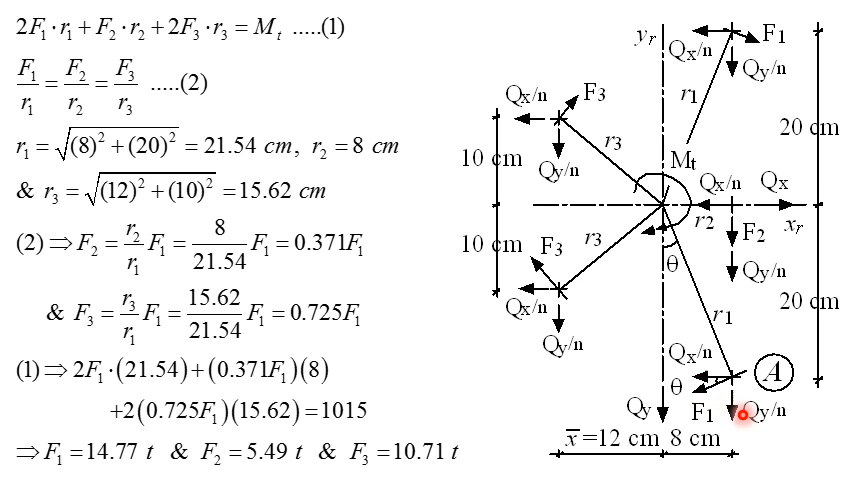 2F₁·r₁+F₂·r₂+2F₃·r₃=Mₜ .....(1)
F₁/r₁ = F₂/r₂ = F₃/r₃ .....(2)
r₁ = √((8)²+(20)²) = 21.54 cm, r₂ = 8 cm
& r₃ = √((12)²+(10)²) = 15.62 cm
(2) ⇒ F₂ = r₂/r₁ F₁ = 8/21.54 F₁ = 0.371F₁
& F₃ = r₃/r₁ F₁ = 15.62/21.54 F₁ = 0.725F₁
(1) ⇒ 2F₁·(21.54)+(0.371F₁)(8)
+2(0.725F₁)(15.62) = 1015
⇒ F₁ = 14.77 t & F₂ = 5.49 t & F₃ = 10.71 t
yᵣ Qx/n F1
Qy/n
r1
20 cm
Qx/n F3
r3
10 cm
Qy/n
Mt
Qx/n Qx
r2 xᵣ
F2
10 cm F3 r3
θ Qy/n
Qx/n
20 cm
r1
Qy/n
Qx/n A
θ
Qy F1 Qy/n
x̅=12 cm 8 cm